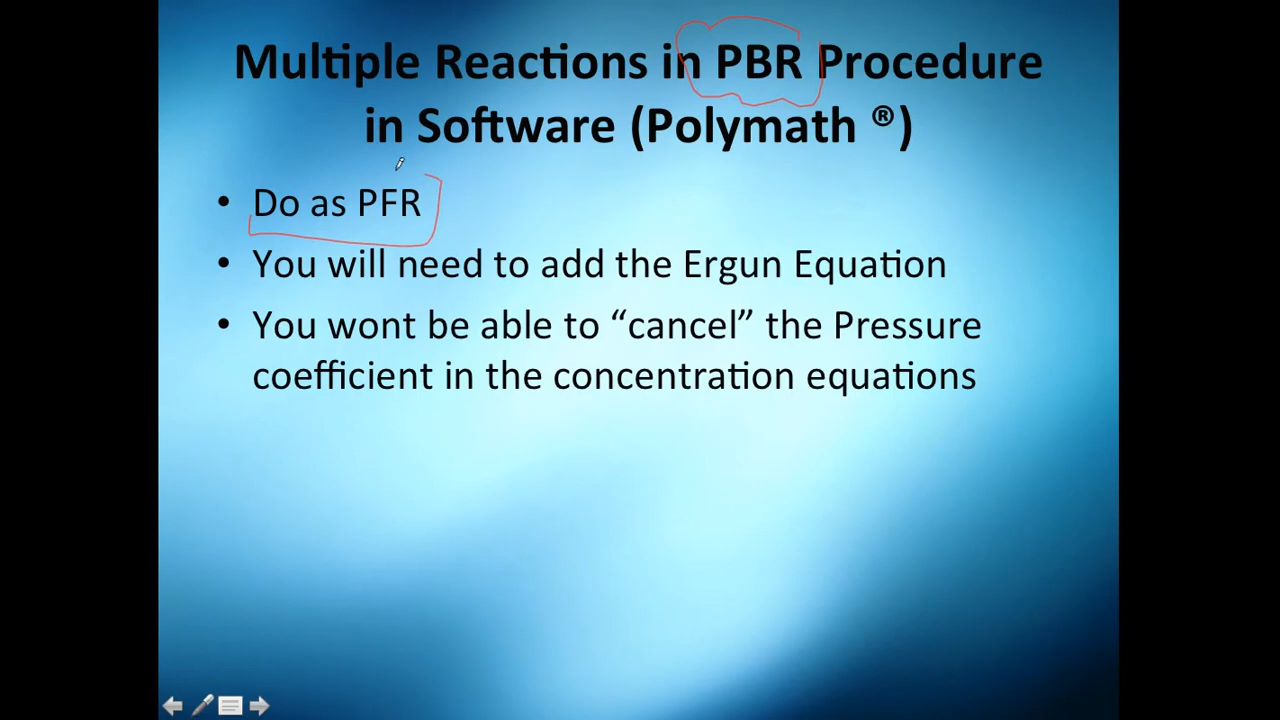 Multiple Reactions in PBR Procedure
in Software (Polymath ®)
• Do as PFR
• You will need to add the Ergun Equation
• You wont be able to “cancel” the Pressure
coefficient in the concentration equations